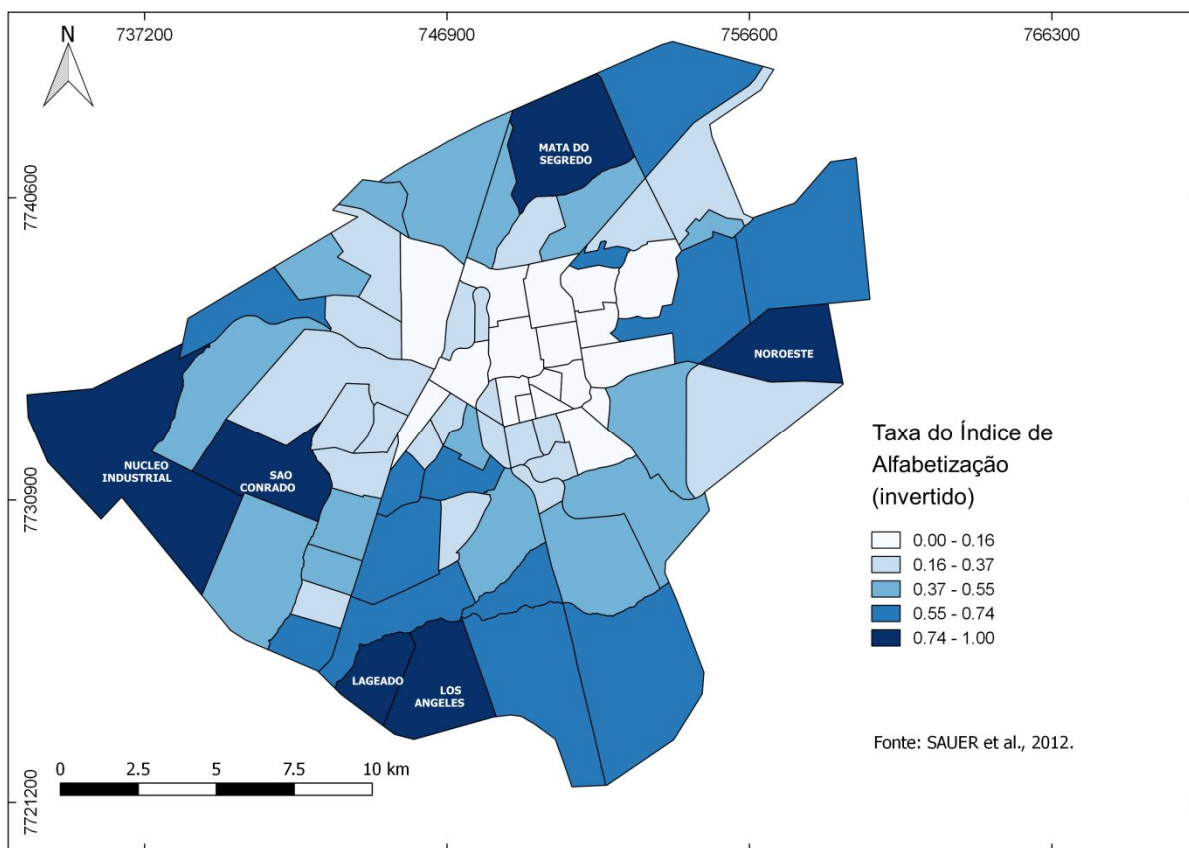 737200
746900
756600
766300
N
7740600
7730900
7721200
MATA DO
SEGREDO
NOROESTE
NUCLEO
INDUSTRIAL
SAO
CONRADO
LAGEADO
LOS
ANGELES
Taxa do Índice de
Alfabetização
(invertido)
0.00 - 0.16
0.16 - 0.37
0.37 - 0.55
0.55 - 0.74
0.74 - 1.00
Fonte: SAUER et al., 2012.
0 2.5 5 7.5 10 km